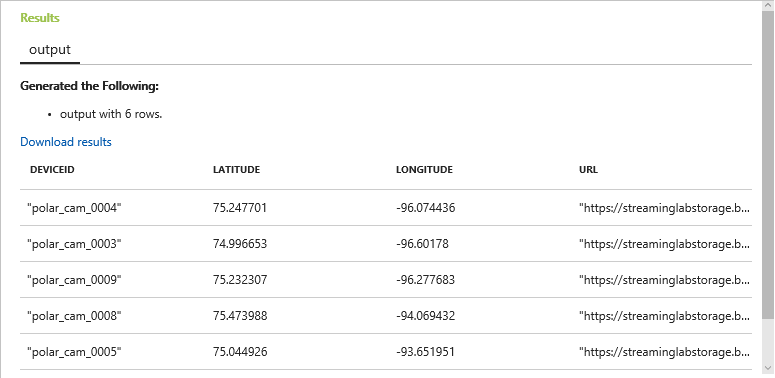 Results
output
Generated the Following:
• output with 6 rows.
Download results
DEVICEID LATITUDE LONGITUDE URL
"polar_cam_0004" 75.247701 -96.074436 "https://streaminglabstorage.b...
"polar_cam_0003" 74.996653 -96.60178 "https://streaminglabstorage.b...
"polar_cam_0009" 75.232307 -96.277683 "https://streaminglabstorage.b...
"polar_cam_0008" 75.473988 -94.069432 "https://streaminglabstorage.b...
"polar_cam_0005" 75.044926 -93.651951 "https://streaminglabstorage.b...